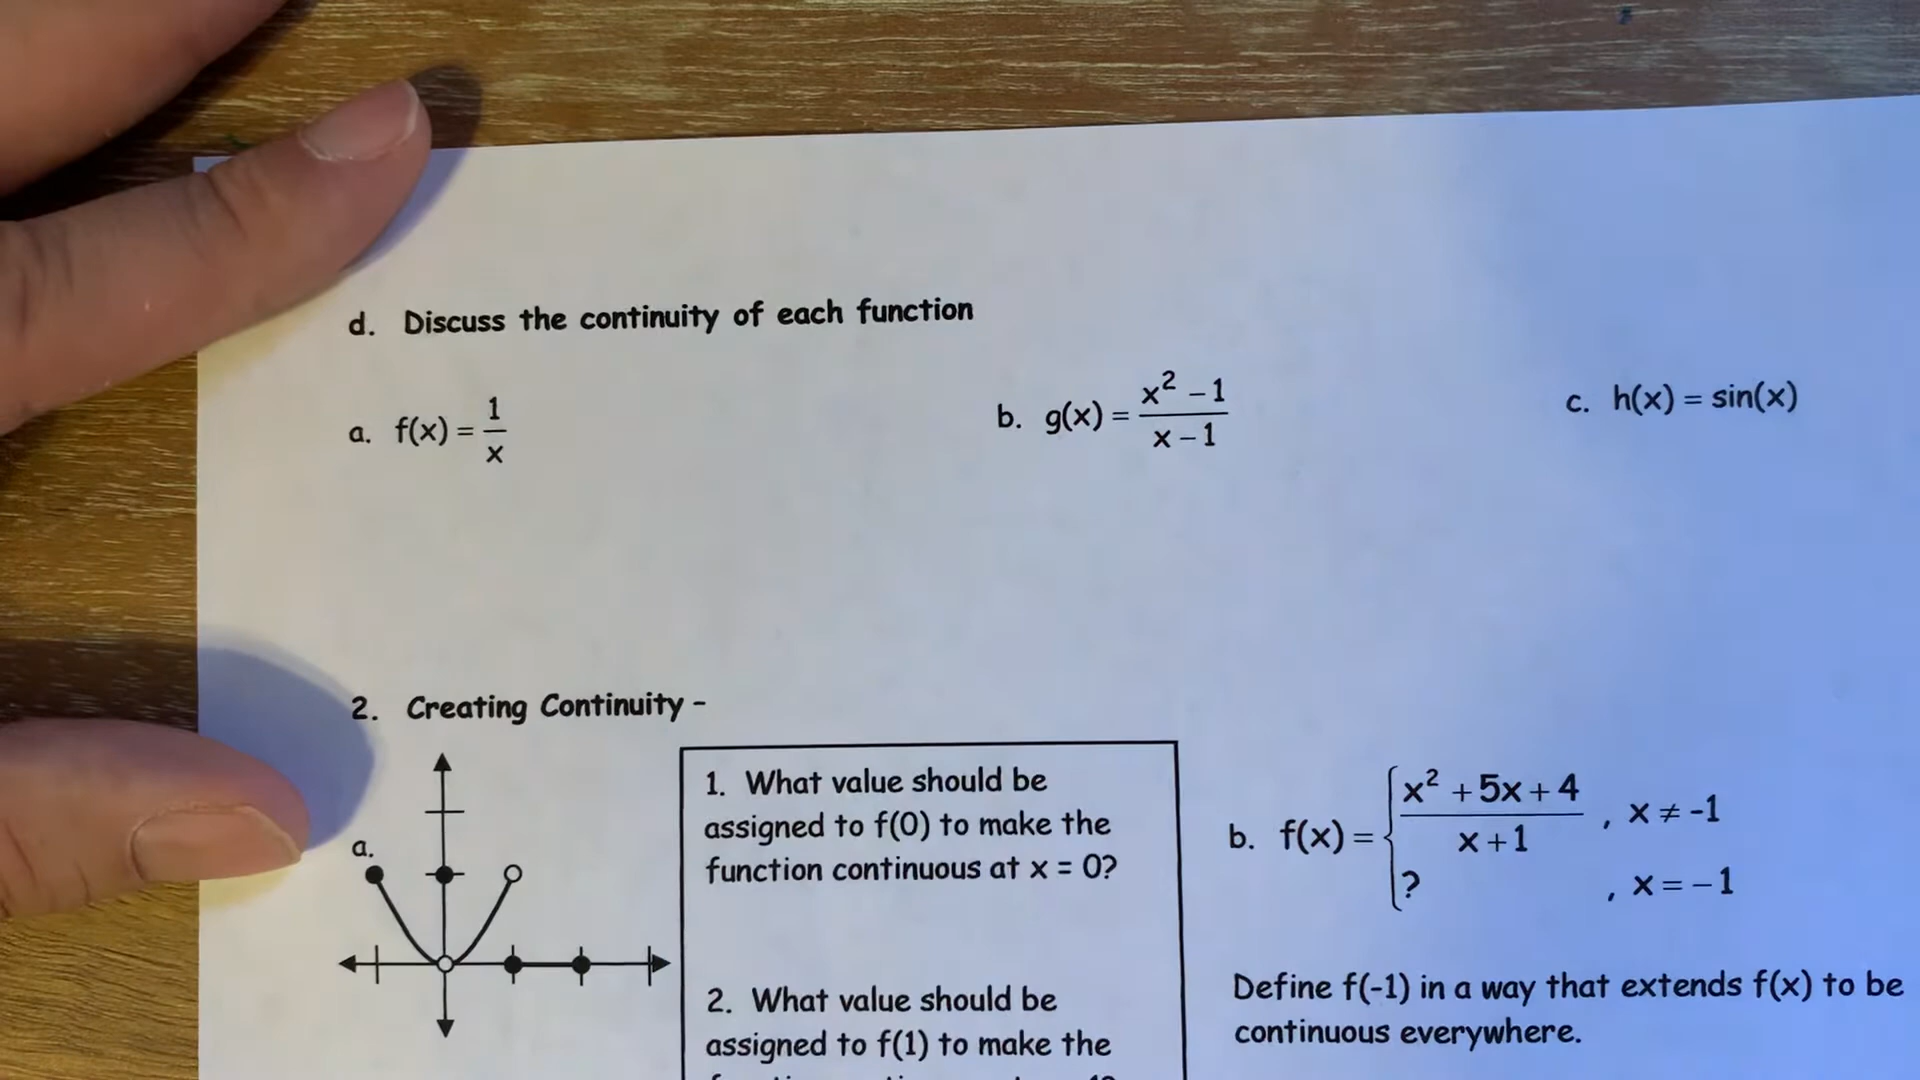 d. Discuss the continuity of each function
a. f(x) = 1/x
b. g(x) = (x² - 1)/(x - 1)
c. h(x) = sin(x)
2. Creating Continuity -
a.
1. What value should be
assigned to f(0) to make the
function continuous at x = 0?
2. What value should be
assigned to f(1) to make the
b. f(x) = { (x² + 5x + 4)/(x + 1) , x ≠ -1
? , x = -1
Define f(-1) in a way that extends f(x) to be
continuous everywhere.